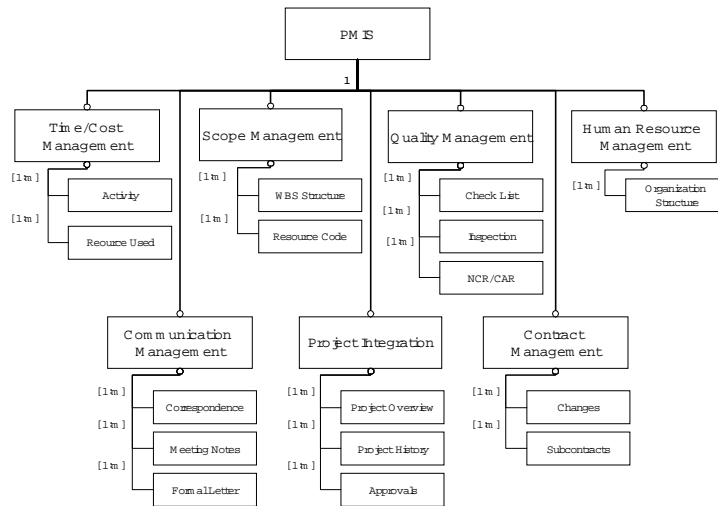 PMIS
1
Time/Cost
Management
Scope Management
Quality Management
Human Resource
Management
[1:m]
Activity
[1:m]
Reource Used
[1:m]
WBS Structure
[1:m]
Resource Code
[1:m]
Check List
[1:m]
Inspection
[1:m]
NCR/CAR
[1:m]
Organization
Structure
Communication
Management
Project Integration
Contract
Management
[1:m]
Correspondence
[1:m]
Meeting Notes
[1:m]
Formal Letter
[1:m]
Project Overview
[1:m]
Project History
[1:m]
Approvals
[1:m]
Changes
[1:m]
Subcontracts